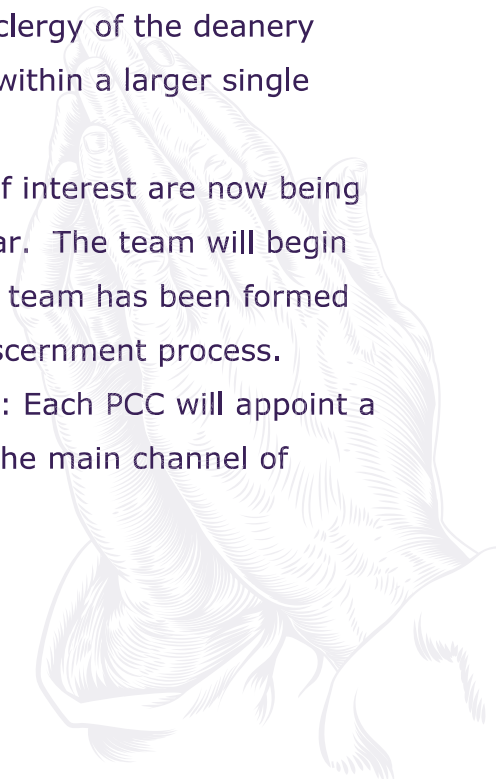 clergy of the deanery
within a larger single
f interest are now being
ar.  The team will begin
team has been formed
scernment process.
: Each PCC will appoint a
he main channel of